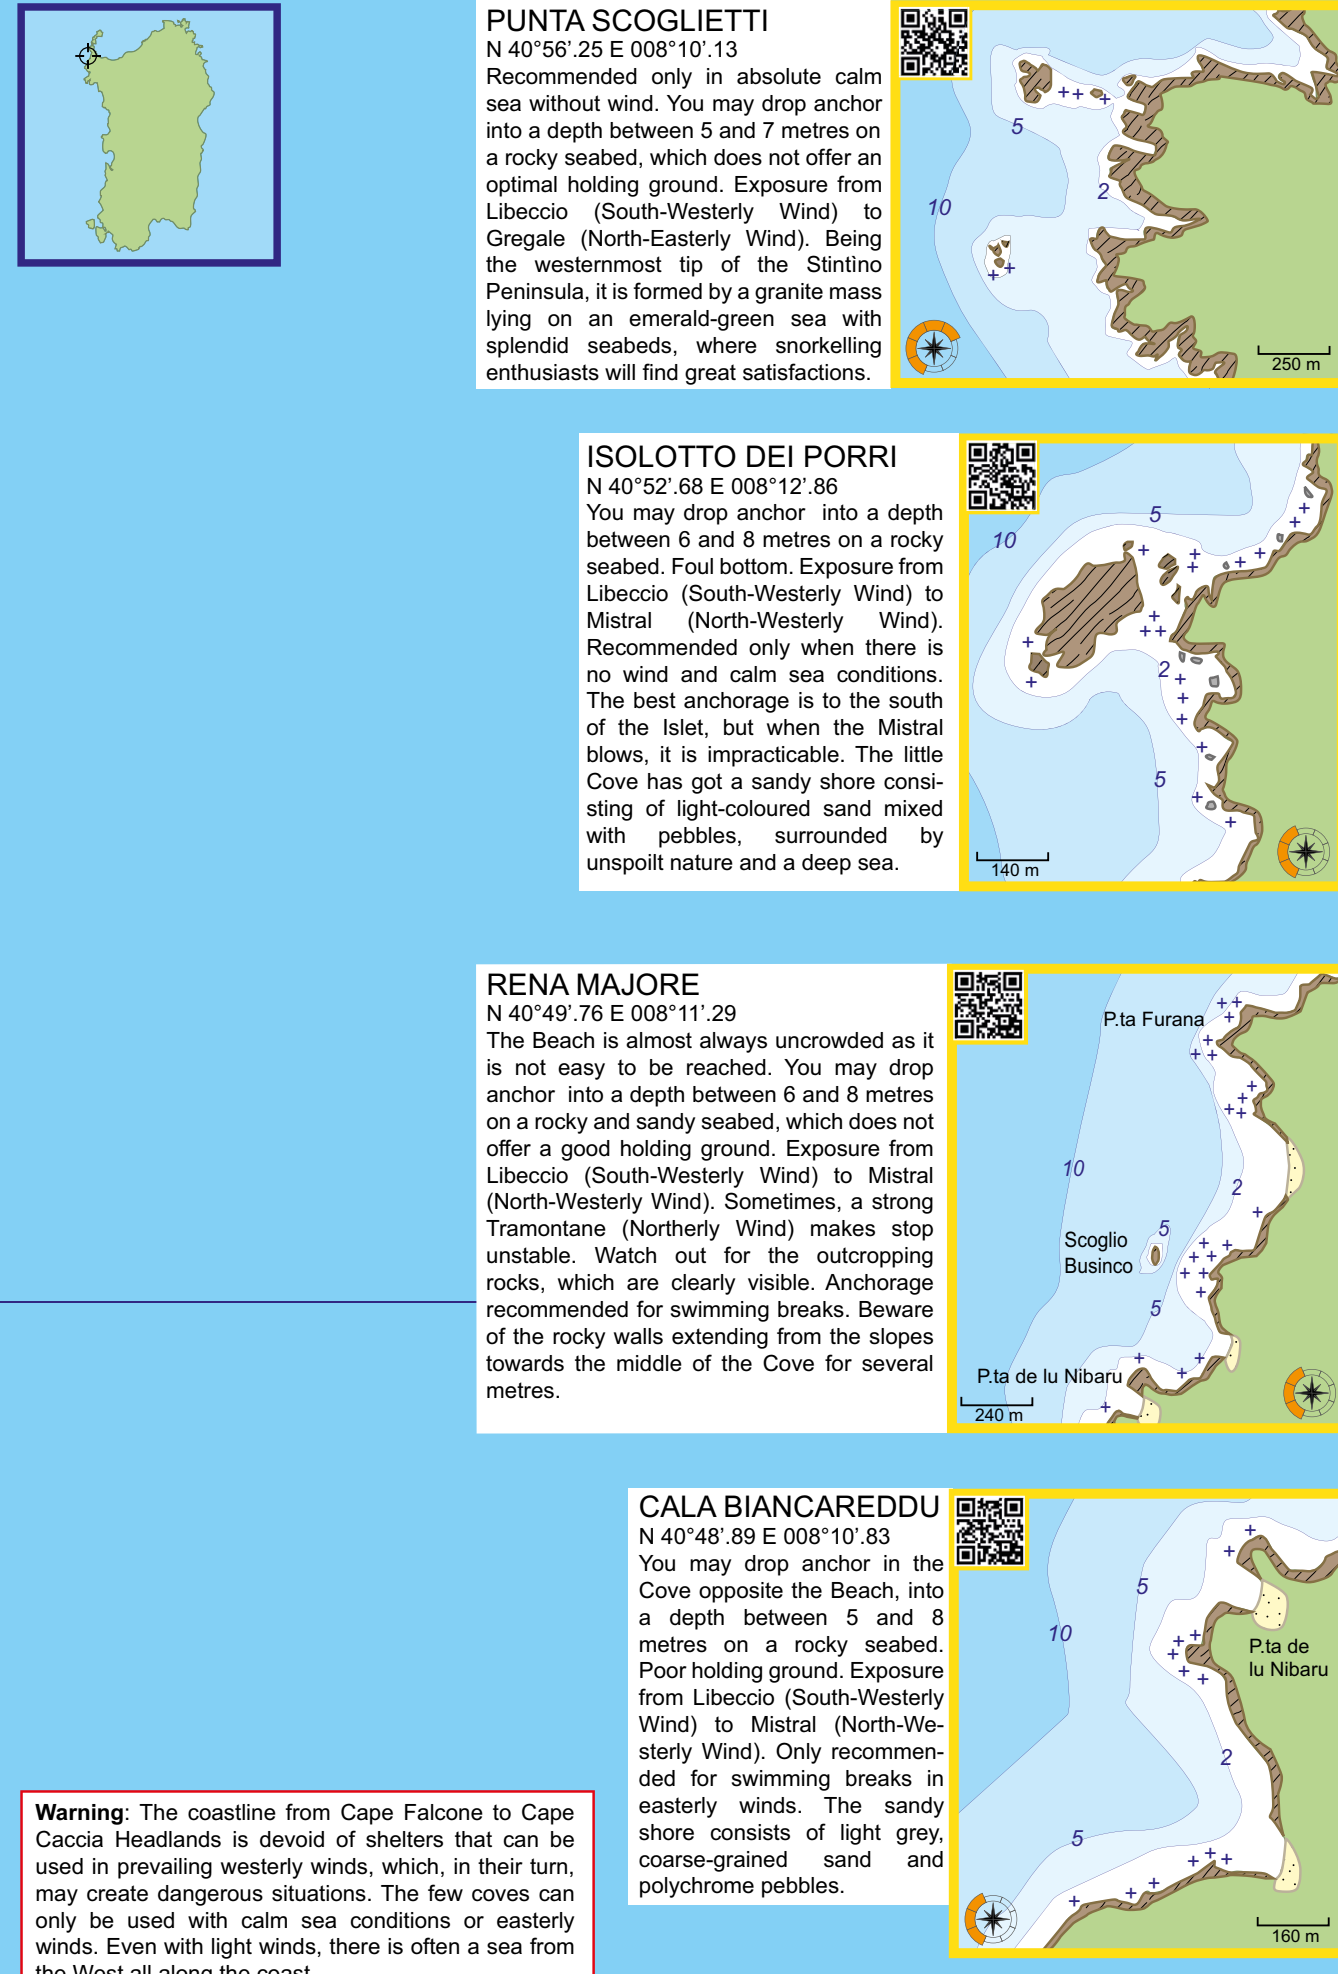 PUNTA SCOGLIETTI
N 40°56'.25 E 008°10'.13
Recommended only in absolute calm
sea without wind. You may drop anchor
into a depth between 5 and 7 metres on
a rocky seabed, which does not offer an
optimal holding ground. Exposure from
Libeccio (South-Westerly Wind) to
Gregale (North-Easterly Wind). Being
the westernmost tip of the Stintino
Peninsula, it is formed by a granite mass
lying on an emerald-green sea with
splendid seabeds, where snorkelling
enthusiasts will find great satisfactions.
5
2
10
250 m
ISOLOTTO DEI PORRI
N 40°52'.68 E 008°12'.86
You may drop anchor into a depth
between 6 and 8 metres on a rocky
seabed. Foul bottom. Exposure from
Libeccio (South-Westerly Wind) to
Mistral (North-Westerly Wind).
Recommended only when there is
no wind and calm sea conditions.
The best anchorage is to the south
of the Islet, but when the Mistral
blows, it is impracticable. The little
Cove has got a sandy shore consi-
sting of light-coloured sand mixed
with pebbles, surrounded by
unspoilt nature and a deep sea.
5
10
2
5
140 m
RENA MAJORE
N 40°49'.76 E 008°11'.29
The Beach is almost always uncrowded as it
is not easy to be reached. You may drop
anchor into a depth between 6 and 8 metres
on a rocky and sandy seabed, which does not
offer a good holding ground. Exposure from
Libeccio (South-Westerly Wind) to Mistral
(North-Westerly Wind). Sometimes, a strong
Tramontane (Northerly Wind) makes stop
unstable. Watch out for the outcropping
rocks, which are clearly visible. Anchorage
recommended for swimming breaks. Beware
of the rocky walls extending from the slopes
towards the middle of the Cove for several
metres.
P.ta Furana
10
2
5
Scoglio
Businco
5
P.ta de lu Nibaru
240 m
CALA BIANCAREDDU
N 40°48'.89 E 008°10'.83
You may drop anchor in the
Cove opposite the Beach, into
a depth between 5 and 8
metres on a rocky seabed.
Poor holding ground. Exposure
from Libeccio (South-Westerly
Wind) to Mistral (North-We-
sterly Wind). Only recommen-
ded for swimming breaks in
easterly winds. The sandy
shore consists of light grey,
coarse-grained sand and
polychrome pebbles.
5
10
P.ta de
lu Nibaru
2
5
160 m
Warning: The coastline from Cape Falcone to Cape
Caccia Headlands is devoid of shelters that can be
used in prevailing westerly winds, which, in their turn,
may create dangerous situations. The few coves can
only be used with calm sea conditions or easterly
winds. Even with light winds, there is often a sea from
the West all along the coast.